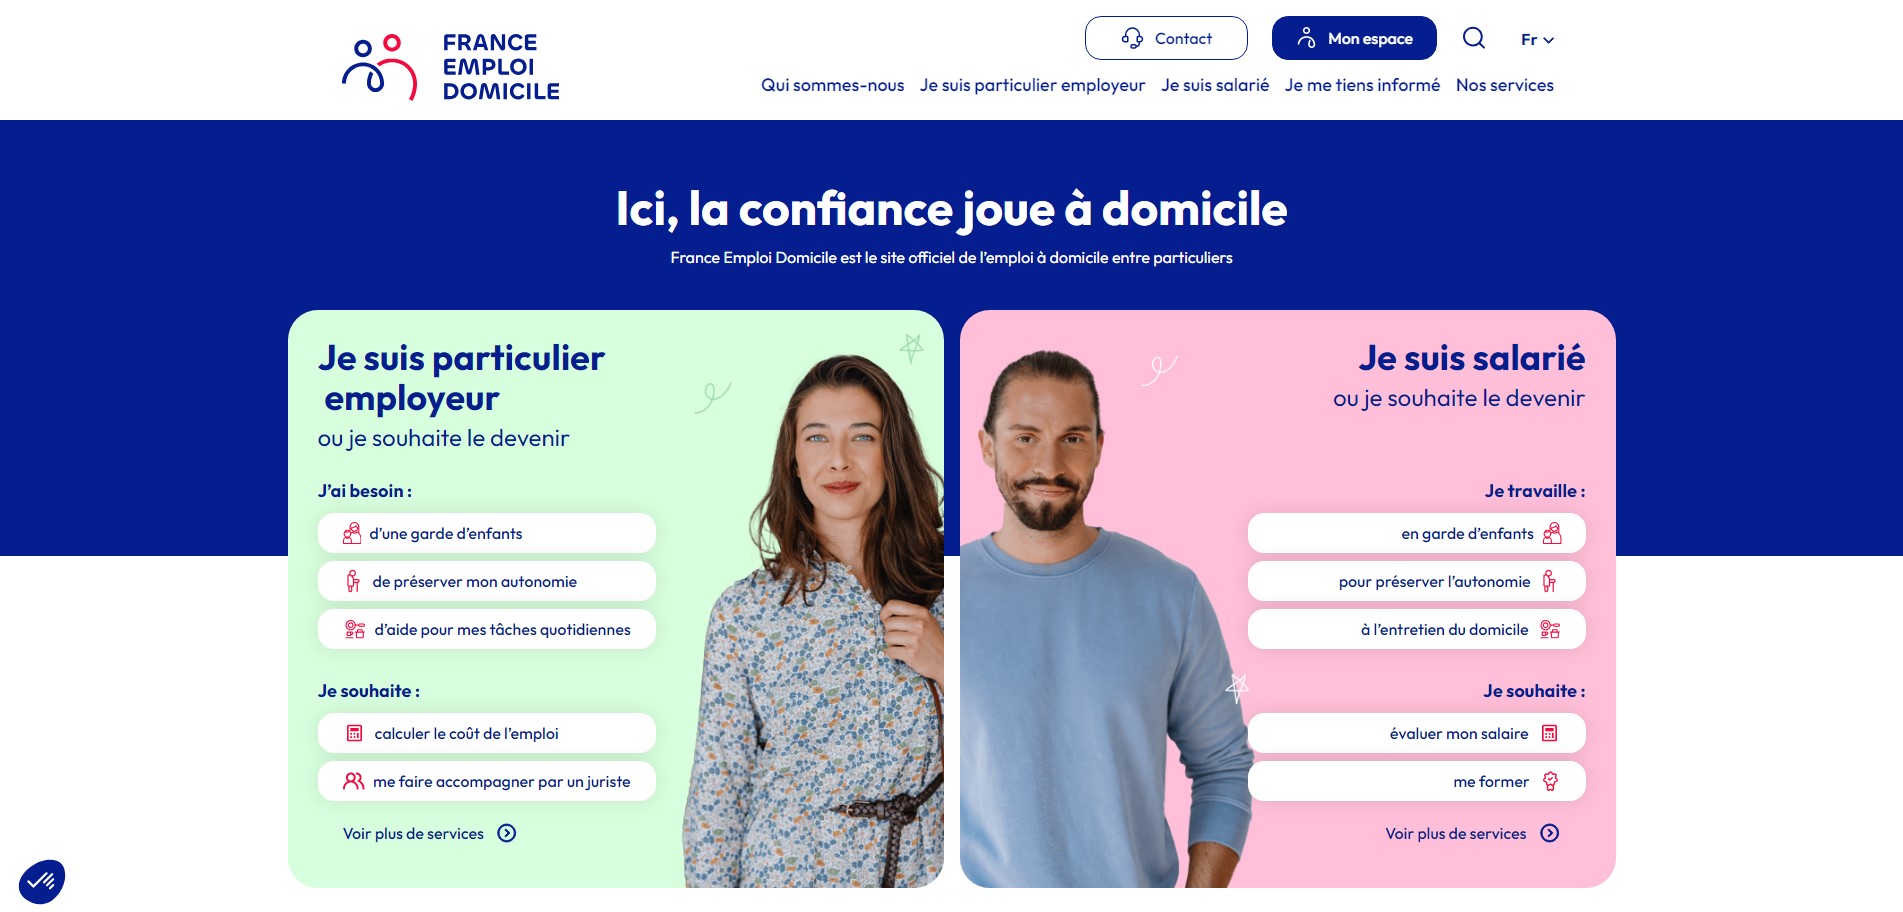 FRANCE
EMPLOI
DOMICILE
Contact
Mon espace
Fr
Qui sommes-nous
Je suis particulier employeur
Je suis salarié
Je me tiens informé
Nos services
Ici, la confiance joue à domicile
France Emploi Domicile est le site officiel de l'emploi à domicile entre particuliers
Je suis particulier
employeur
ou je souhaite le devenir
J'ai besoin :
d'une garde d'enfants
de préserver mon autonomie
d'aide pour mes tâches quotidiennes
Je souhaite :
calculer le coût de l'emploi
me faire accompagner par un juriste
Voir plus de services
Je suis salarié
ou je souhaite le devenir
Je travaille :
en garde d'enfants
pour préserver l'autonomie
à l'entretien du domicile
Je souhaite :
évaluer mon salaire
me former
Voir plus de services